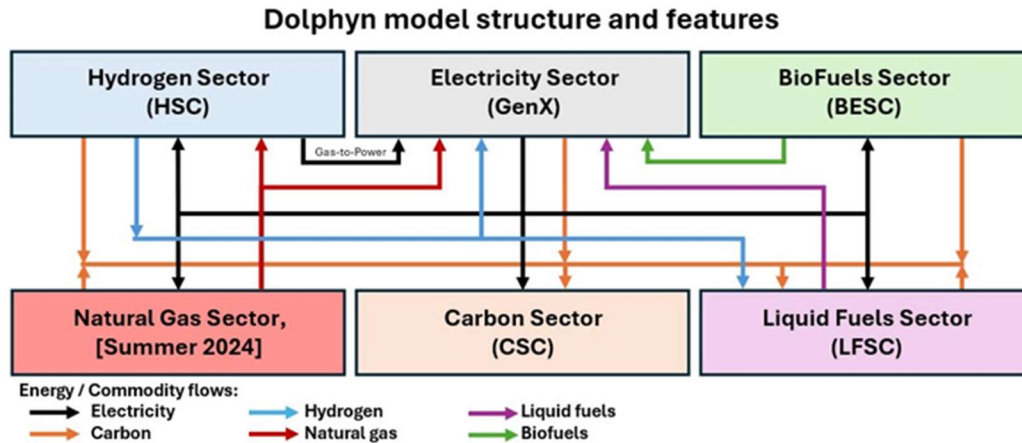 Dolphyn model structure and features
Hydrogen Sector
(HSC)
Electricity Sector
(GenX)
BioFuels Sector
(BESC)
Gas-to-Power
Natural Gas Sector,
[Summer 2024]
Carbon Sector
(CSC)
Liquid Fuels Sector
(LFSC)
Energy / Commodity flows:
Electricity
Hydrogen
Liquid fuels
Carbon
Natural gas
Biofuels